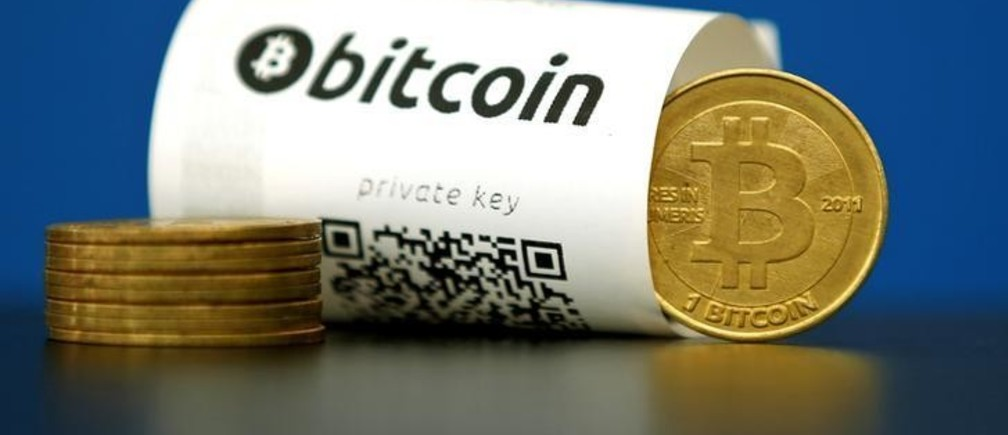 bitcoin
private key
RES IN
MERIS
2011
1 BITCOIN